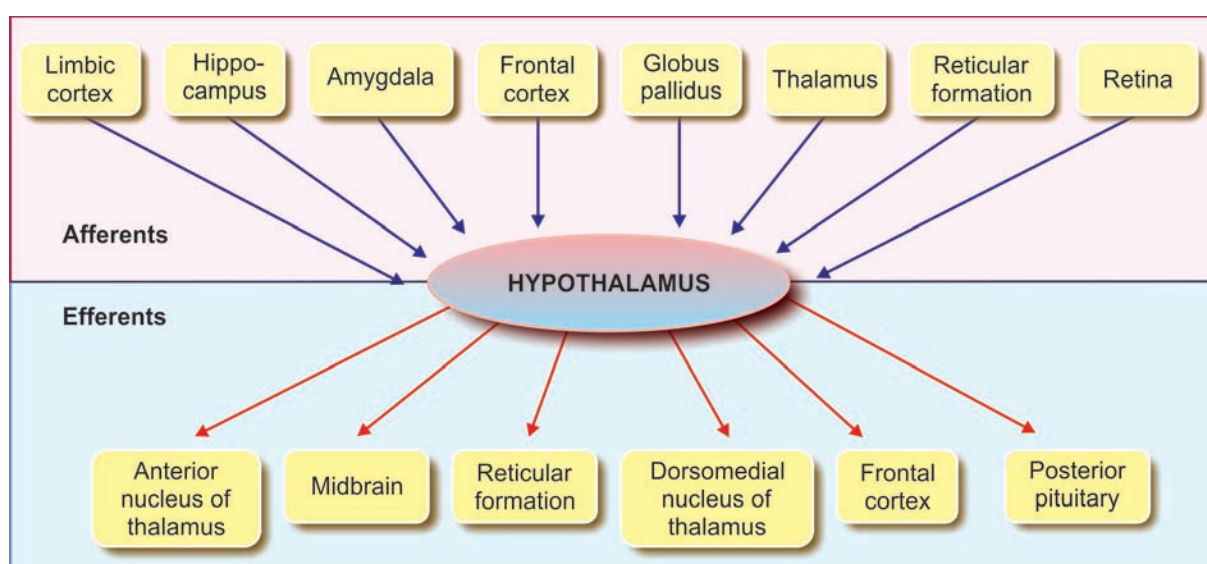 Limbic
cortex
Hippo-
campus
Amygdala
Frontal
cortex
Globus
pallidus
Thalamus
Reticular
formation
Retina
Afferents
HYPOTHALAMUS
Efferents
Anterior
nucleus of
thalamus
Midbrain
Reticular
formation
Dorsomedial
nucleus of
thalamus
Frontal
cortex
Posterior
pituitary